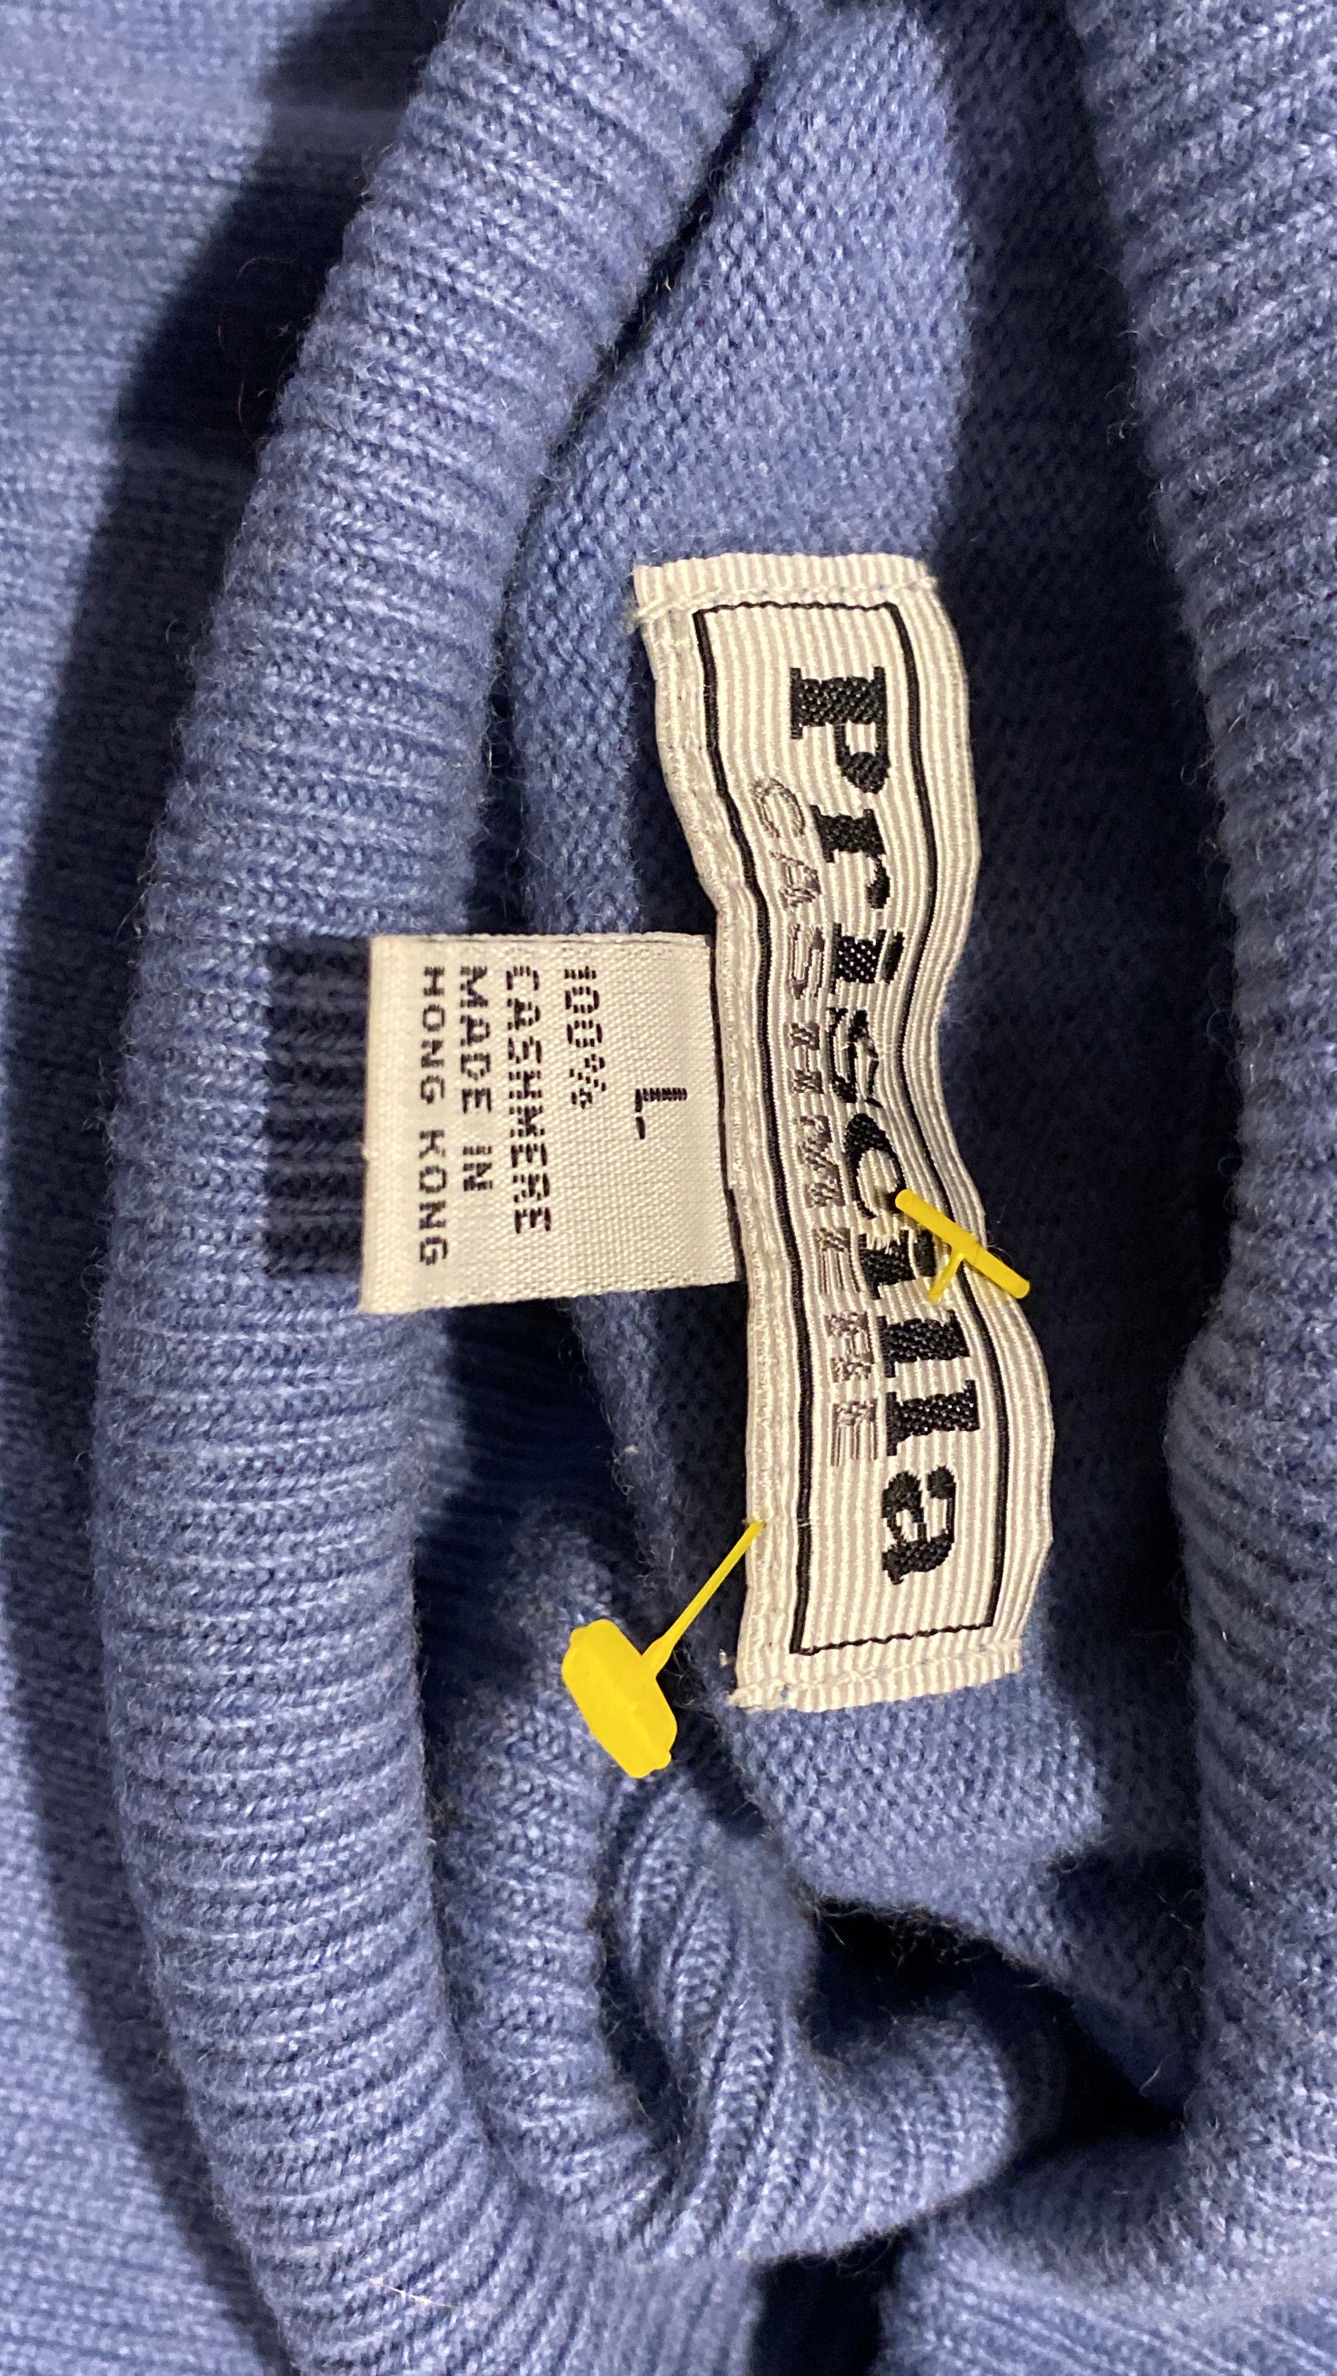 Priscilla
CASHMERE
L
100%
CASHMERE
MADE IN
HONG KONG